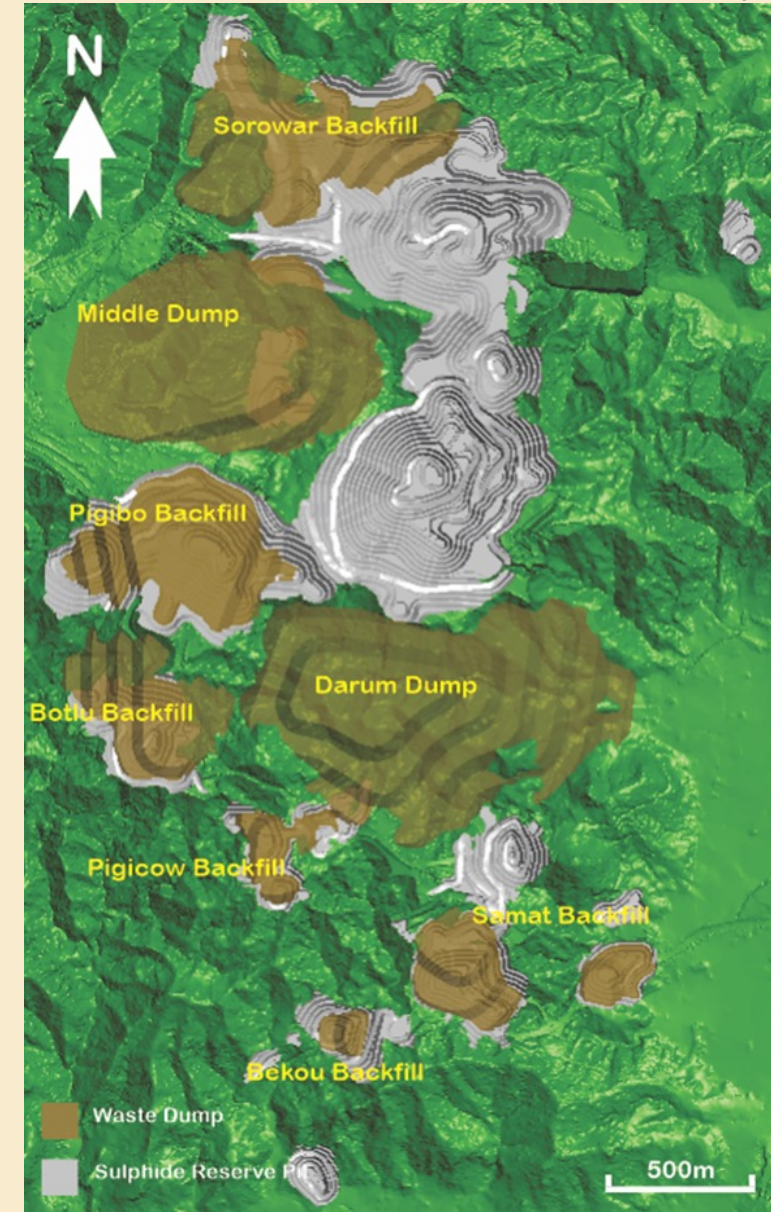 N
Sorowar Backfill
Middle Dump
Pigibo Backfill
Darum Dump
Botlu Backfill
Pigicow Backfill
Samat Backfill
Bekou Backfill
Waste Dump
Sulphide Reserve Pit
500m